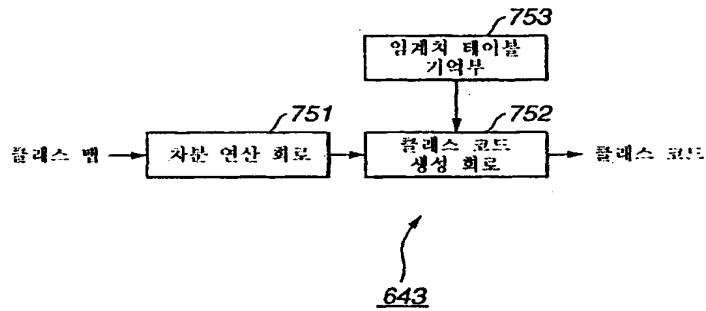 753
임계치 테이블
기억부
751
752
클래스 탭
차분 연산 회로
클래스 코드
생성 회로
클래스 코드
643